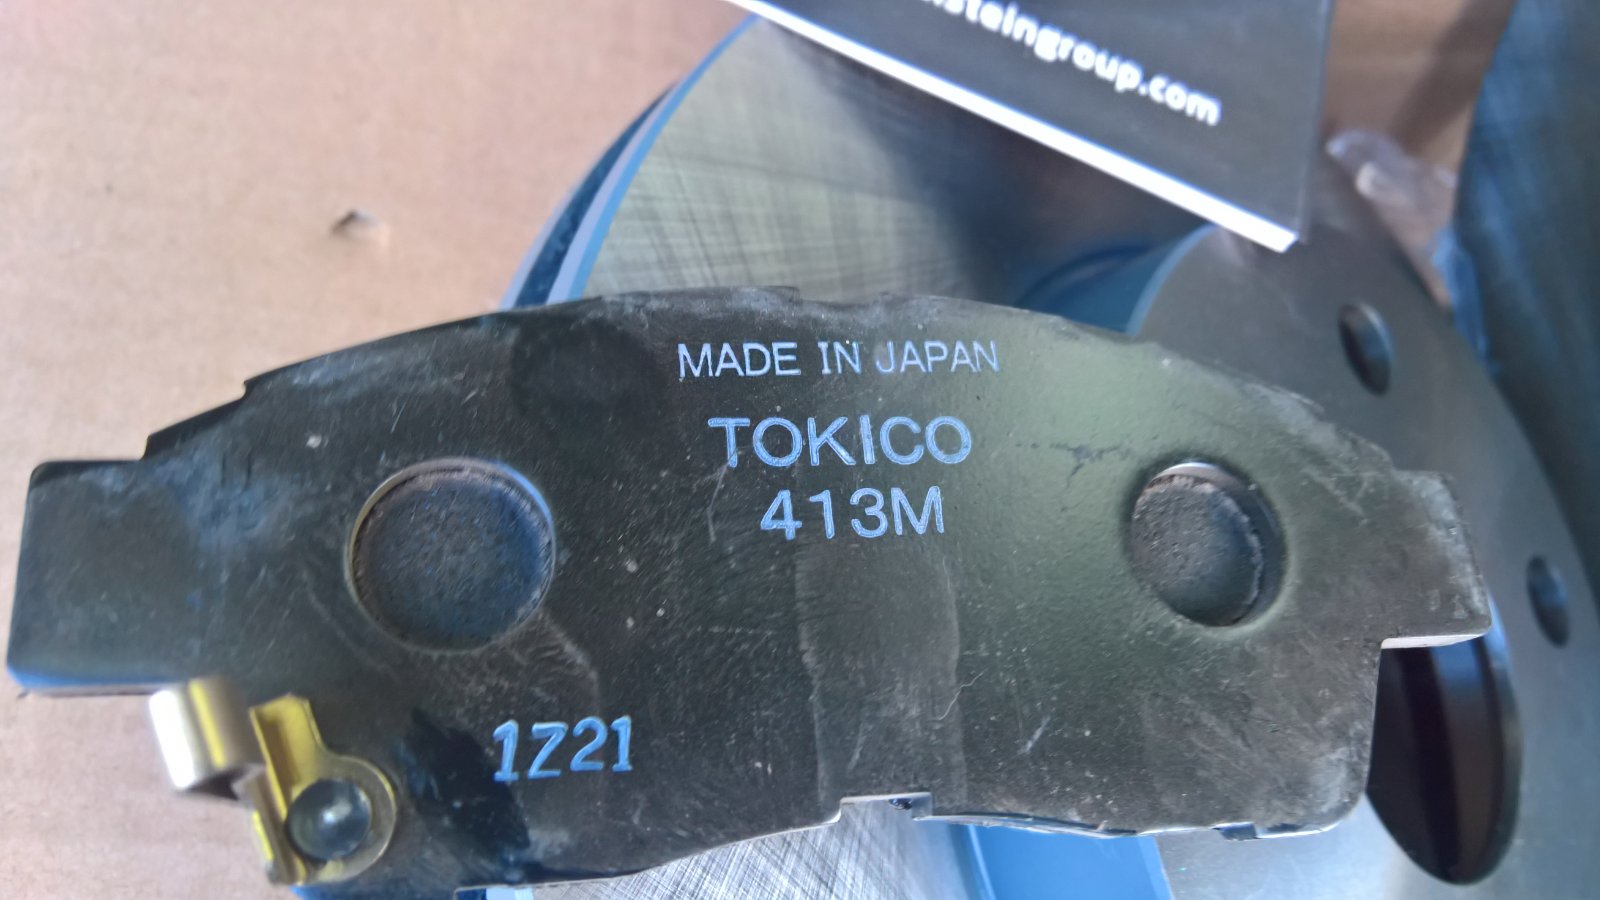 steingroup.com
MADE IN JAPAN
TOKICO
413M
1Z21